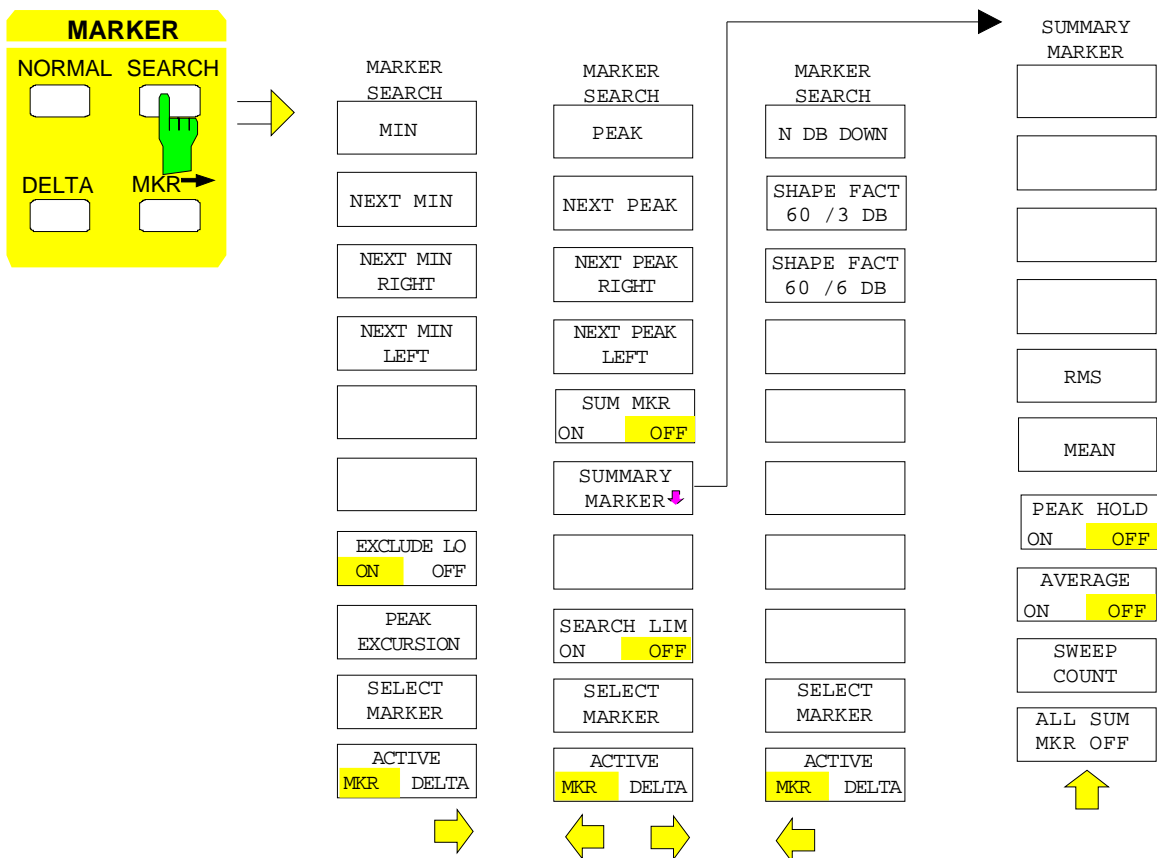 MARKER
NORMAL SEARCH
DELTA MKR
MARKER
SEARCH
MIN
NEXT MIN
NEXT MIN
RIGHT
NEXT MIN
LEFT
EXCLUDE LO
ON OFF
PEAK
EXCURSION
SELECT
MARKER
ACTIVE
MKR DELTA
MARKER
SEARCH
PEAK
NEXT PEAK
NEXT PEAK
RIGHT
NEXT PEAK
LEFT
SUM MKR
ON OFF
SUMMARY
MARKER
SEARCH LIM
ON OFF
SELECT
MARKER
ACTIVE
MKR DELTA
MARKER
SEARCH
N DB DOWN
SHAPE FACT
60 /3 DB
SHAPE FACT
60 /6 DB
SELECT
MARKER
ACTIVE
MKR DELTA
SUMMARY
MARKER
RMS
MEAN
PEAK HOLD
ON OFF
AVERAGE
ON OFF
SWEEP
COUNT
ALL SUM
MKR OFF